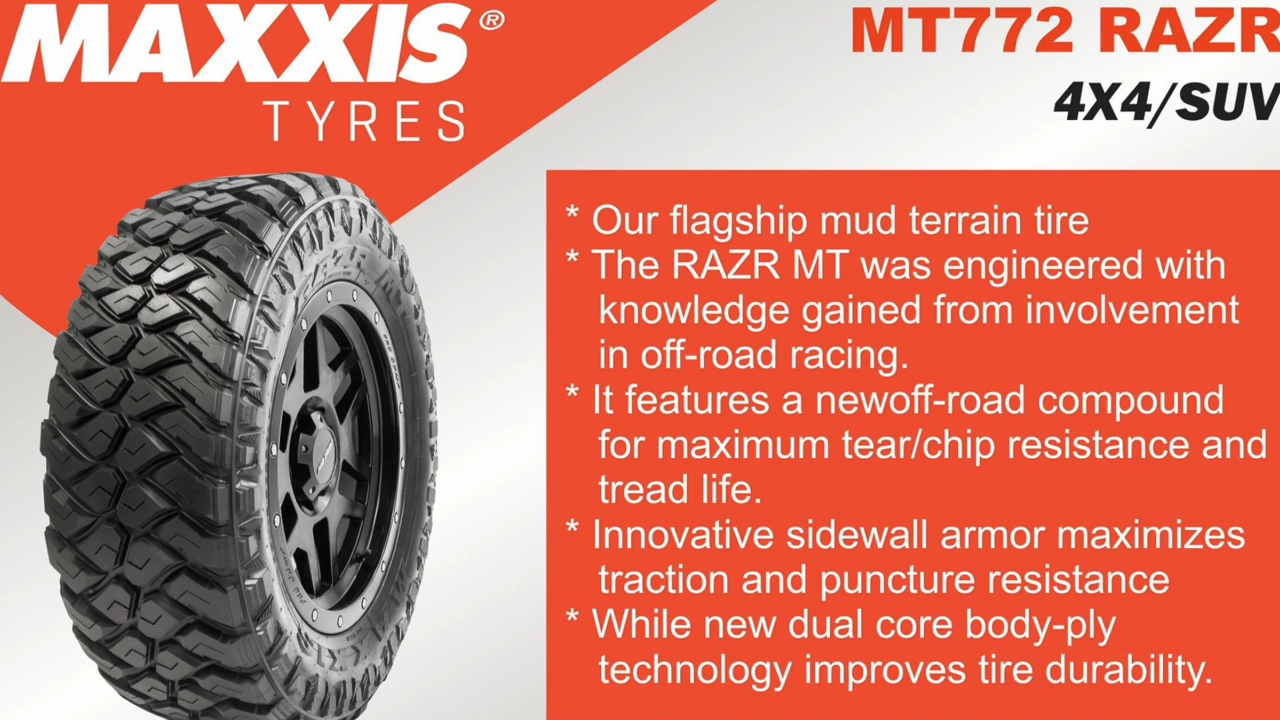 MAXXIS®
TYRES
MT772 RAZR
4X4/SUV
* Our flagship mud terrain tire
* The RAZR MT was engineered with
knowledge gained from involvement
in off-road racing.
* It features a newoff-road compound
for maximum tear/chip resistance and
tread life.
* Innovative sidewall armor maximizes
traction and puncture resistance
* While new dual core body-ply
technology improves tire durability.
RAZR